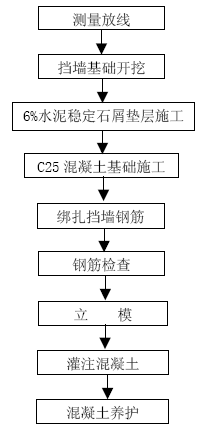 测量放线
挡墙基础开挖
6%水泥稳定石屑垫层施工
C25 混凝土基础施工
绑扎挡墙钢筋
钢筋检查
立 模
灌注混凝土
混凝土养护